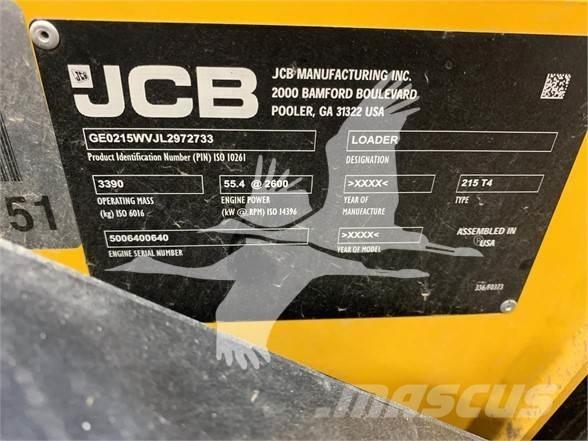 JCB
JCB MANUFACTURING INC.
2000 BAMFORD BOULEVARD
POOLER, GA 31322 USA
GE0215WVJL2972733
Product Identification Number (PIN) ISO 10261
LOADER
DESIGNATION
3390
OPERATING MASS
(kg) ISO 6016
55.4 @ 2600
ENGINE POWER
(kW @ RPM) ISO 14396
>XXXX<
YEAR OF
MANUFACTURE
215 T4
TYPE
5006400640
ENGINE SERIAL NUMBER
>XXXX<
YEAR OF MODEL
ASSEMBLED IN
USA
336/F0373
51
MASCUS